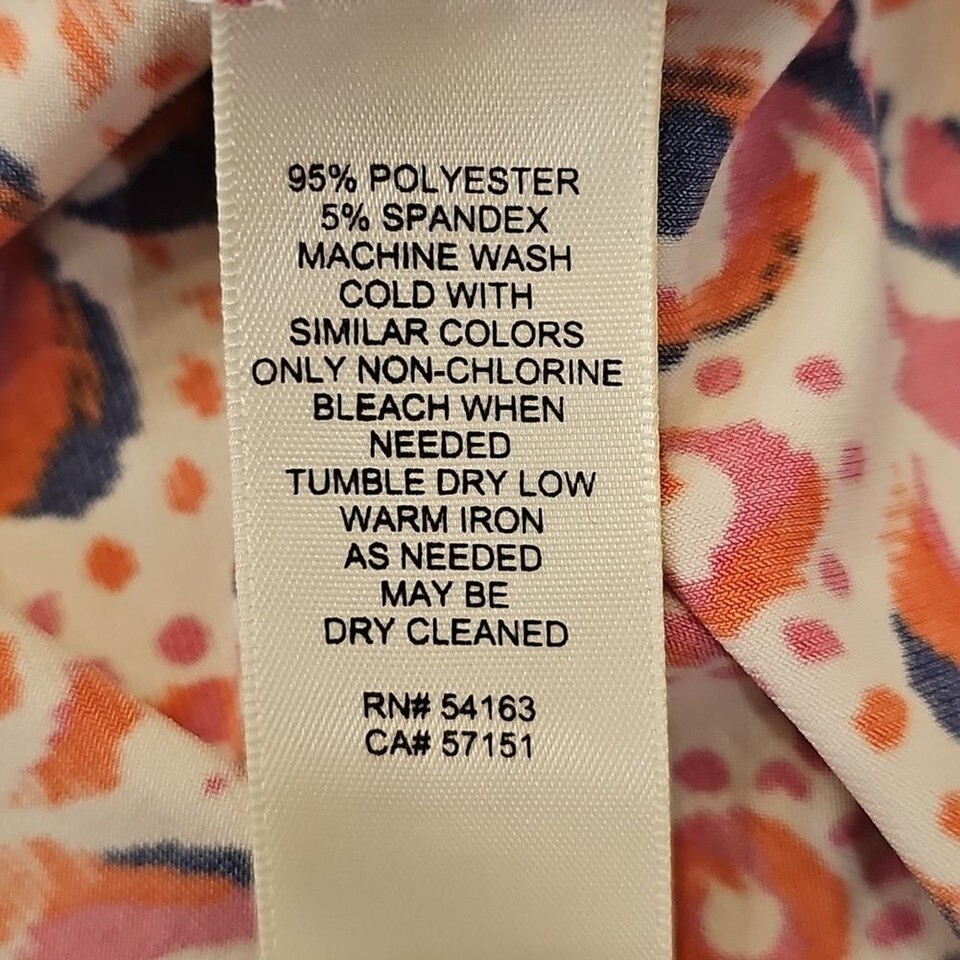 95% POLYESTER
5% SPANDEX
MACHINE WASH
COLD WITH
SIMILAR COLORS
ONLY NON-CHLORINE
BLEACH WHEN
NEEDED
TUMBLE DRY LOW
WARM IRON
AS NEEDED
MAY BE
DRY CLEANED
RN# 54163
CA# 57151